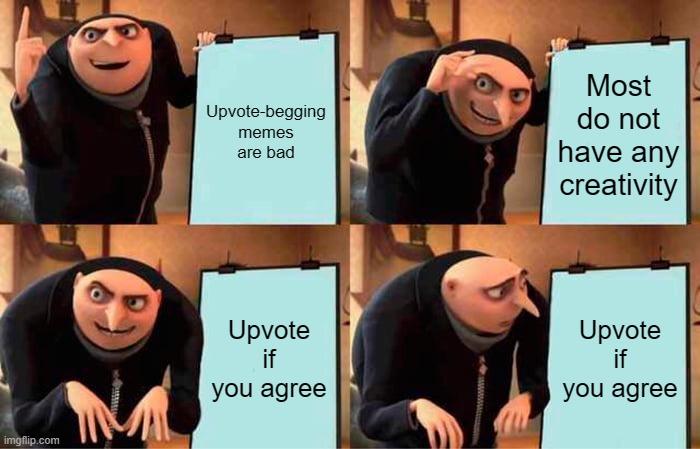 Upvote-begging
memes
are bad
Most
do not
have any
creativity
Upvote
if
you agree
Upvote
if
you agree
imgflip.com